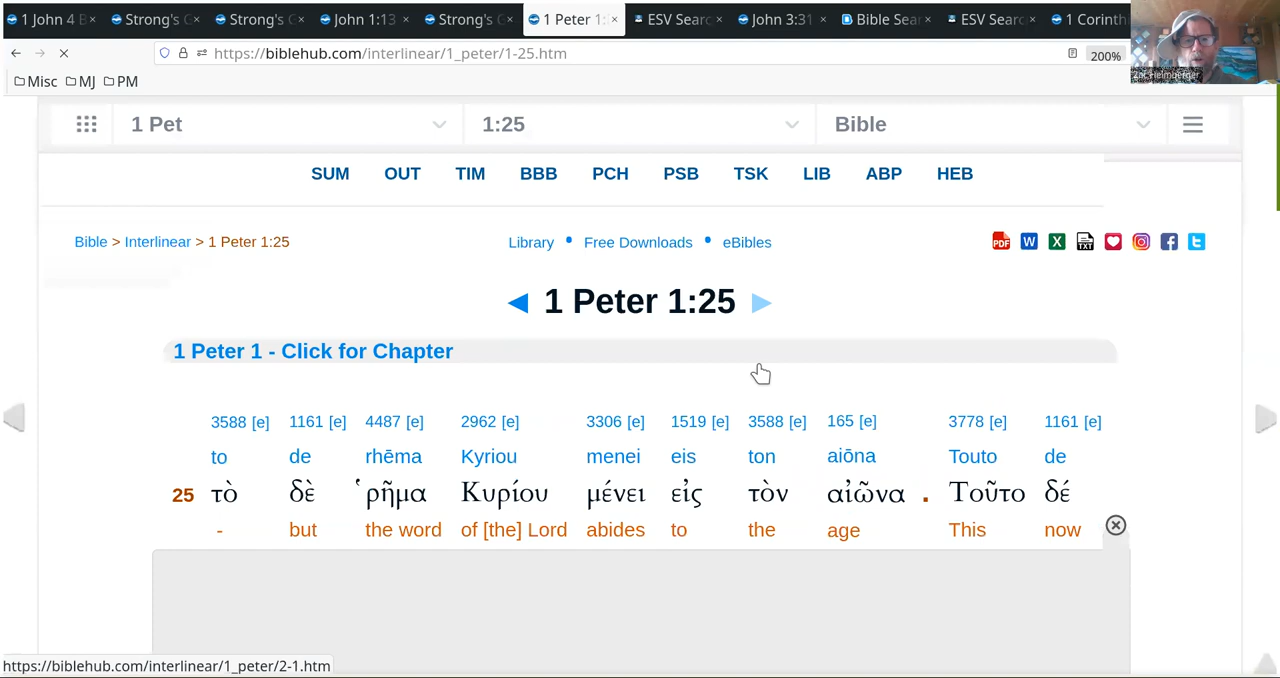 1 John 4 B × Strong's C × Strong's C × John 1:13 × Strong's C × 1 Peter 1: × ESV Searc × John 3:31 × Bible Sear × ESV Searc × 1 Corinth
https://biblehub.com/interlinear/1_peter/1-25.htm 200%
Zac Heimberger
Misc MJ PM
1 Pet 1:25 Bible
SUM OUT TIM BBB PCH PSB TSK LIB ABP HEB
Bible > Interlinear > 1 Peter 1:25 Library • Free Downloads • eBibles PDF W X TXT
◄ 1 Peter 1:25 ►
1 Peter 1 - Click for Chapter
3588 [e] 1161 [e] 4487 [e] 2962 [e] 3306 [e] 1519 [e] 3588 [e] 165 [e] 3778 [e] 1161 [e]
to de rhēma Kyriou menei eis ton aiōna Touto de
25 τὸ δὲ ῥῆμα Κυρίου μένει εἰς τὸν αἰῶνα . Τοῦτο δέ
- but the word of [the] Lord abides to the age This now
https://biblehub.com/interlinear/1_peter/2-1.htm